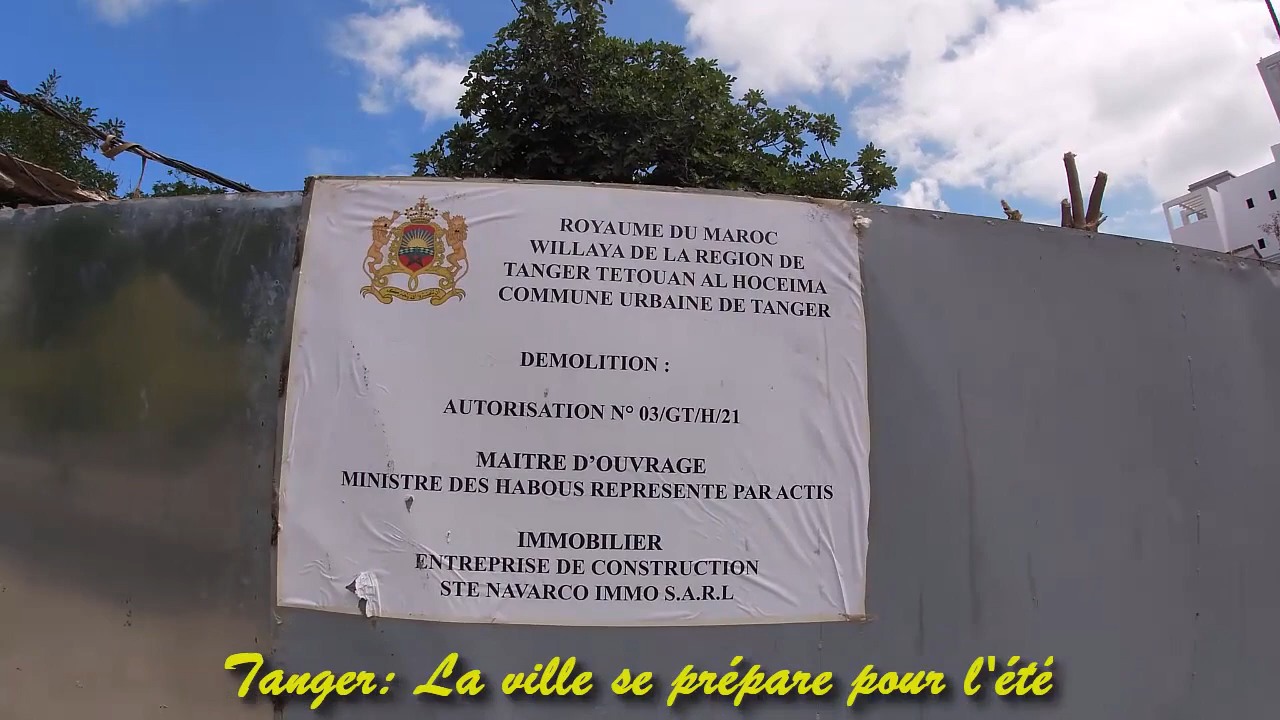 ROYAUME DU MAROC
WILLAYA DE LA REGION DE
TANGER TETOUAN AL HOCEIMA
COMMUNE URBAINE DE TANGER
DEMOLITION :
AUTORISATION N° 03/GT/H/21
MAITRE D'OUVRAGE
MINISTRE DES HABOUS REPRESENTE PAR ACTIS
IMMOBILIER
ENTREPRISE DE CONSTRUCTION
STE NAVARCO IMMO S.A.R.L
Tanger: La ville se prépare pour l'été